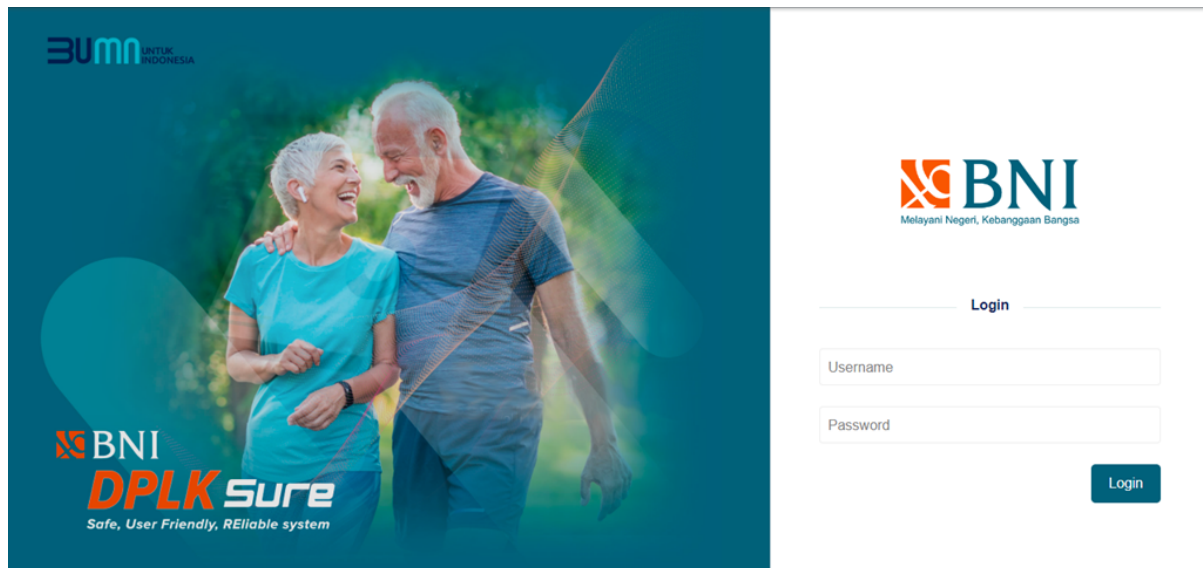 BUMN UNTUK
INDONESIA
BNI
DPLK Sure
Safe, User Friendly, REliable system
BNI
Melayani Negeri, Kebanggaan Bangsa
Login
Username
Password
Login